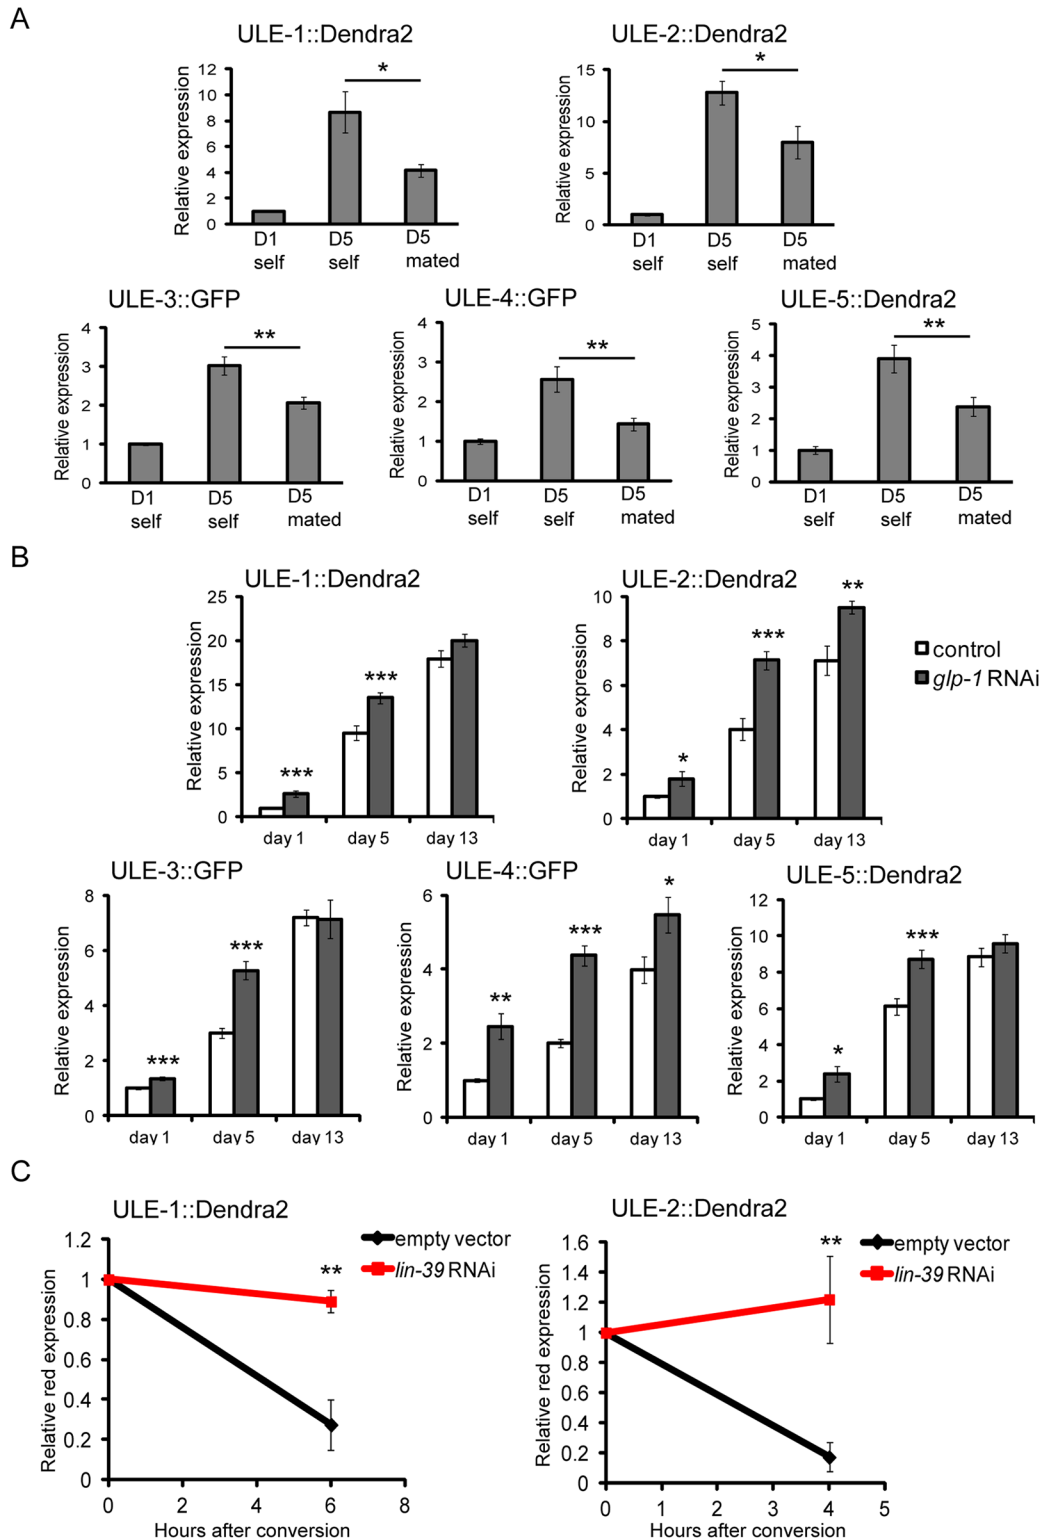 A
ULE-1::Dendra2
Relative expression
12
10
8
6
4
2
0
*
D1 self
D5 self
D5 mated
ULE-2::Dendra2
Relative expression
15
10
5
0
*
D1 self
D5 self
D5 mated
ULE-3::GFP
Relative expression
4
3
2
1
0
**
D1 self
D5 self
D5 mated
ULE-4::GFP
Relative expression
4
3
2
1
0
**
D1 self
D5 self
D5 mated
ULE-5::Dendra2
Relative expression
5
4
3
2
1
0
**
D1 self
D5 self
D5 mated
B
ULE-1::Dendra2
Relative expression
25
20
15
10
5
0
***
***
day 1
day 5
day 13
ULE-2::Dendra2
Relative expression
10
8
6
4
2
0
*
***
**
day 1
day 5
day 13
control
glp-1 RNAi
ULE-3::GFP
Relative expression
8
6
4
2
0
***
***
day 1
day 5
day 13
ULE-4::GFP
Relative expression
6
4
2
0
**
***
*
day 1
day 5
day 13
ULE-5::Dendra2
Relative expression
12
10
8
6
4
2
0
*
***
day 1
day 5
day 13
C
ULE-1::Dendra2
empty vector
lin-39 RNAi
**
Relative red expression
1.2
1
0.8
0.6
0.4
0.2
0
0 2 4 6 8
Hours after conversion
ULE-2::Dendra2
empty vector
lin-39 RNAi
**
Relative red expression
1.6
1.4
1.2
1
0.8
0.6
0.4
0.2
0
0 1 2 3 4 5
Hours after conversion